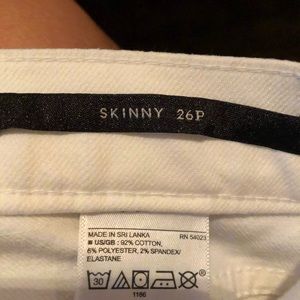 SKINNY 26P
MADE IN SRI LANKA RN 54023
■ US/GB: 92% COTTON,
6% POLYESTER, 2% SPANDEX/
ELASTANE
30
1186